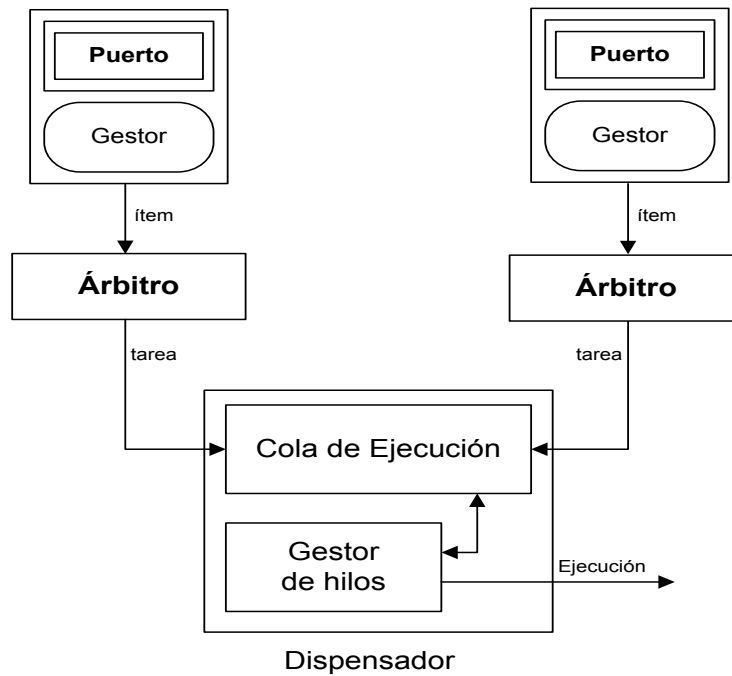 Puerto
Gestor
ítem
Árbitro
tarea
Puerto
Gestor
ítem
Árbitro
tarea
Cola de Ejecución
Gestor
de hilos
Ejecución
Dispensador